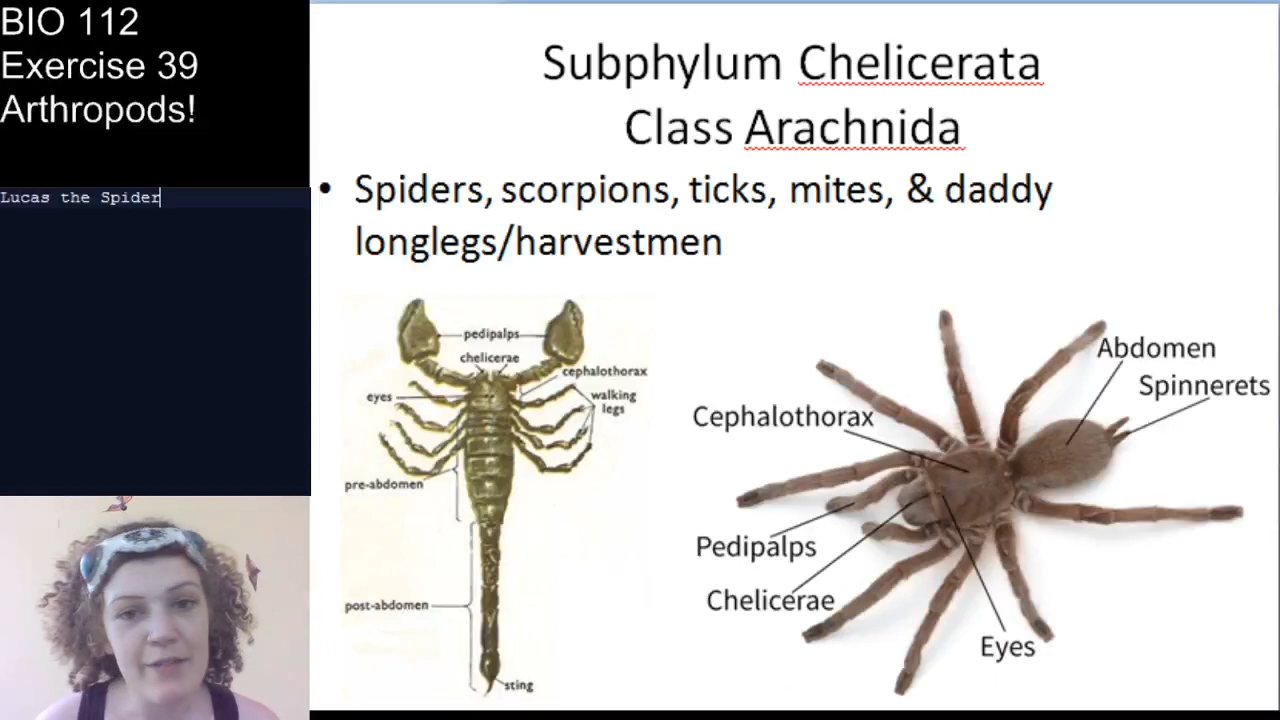 BIO 112
Exercise 39
Arthropods!
Lucas the Spider
Subphylum Chelicerata
Class Arachnida
• Spiders, scorpions, ticks, mites, & daddy
longlegs/harvestmen
pedipalps
chelicerae
cephalothorax
eyes
walking
legs
pre-abdomen
post-abdomen
sting
Abdomen
Spinnerets
Cephalothorax
Pedipalps
Chelicerae
Eyes